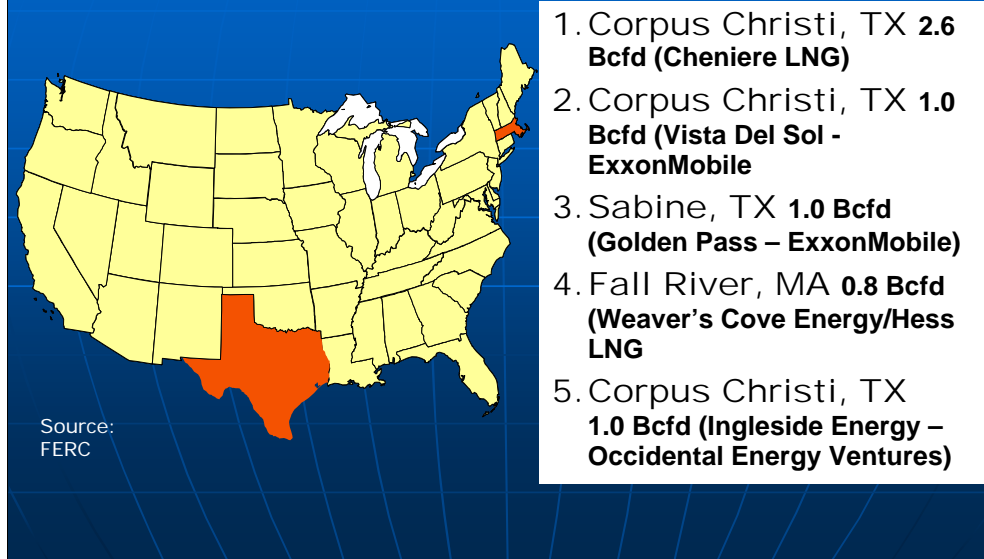 1. Corpus Christi, TX 2.6
Bcfd (Cheniere LNG)
2. Corpus Christi, TX 1.0
Bcfd (Vista Del Sol -
ExxonMobile
3. Sabine, TX 1.0 Bcfd
(Golden Pass – ExxonMobile)
4. Fall River, MA 0.8 Bcfd
(Weaver's Cove Energy/Hess
LNG
5. Corpus Christi, TX
1.0 Bcfd (Ingleside Energy –
Occidental Energy Ventures)
Source:
FERC